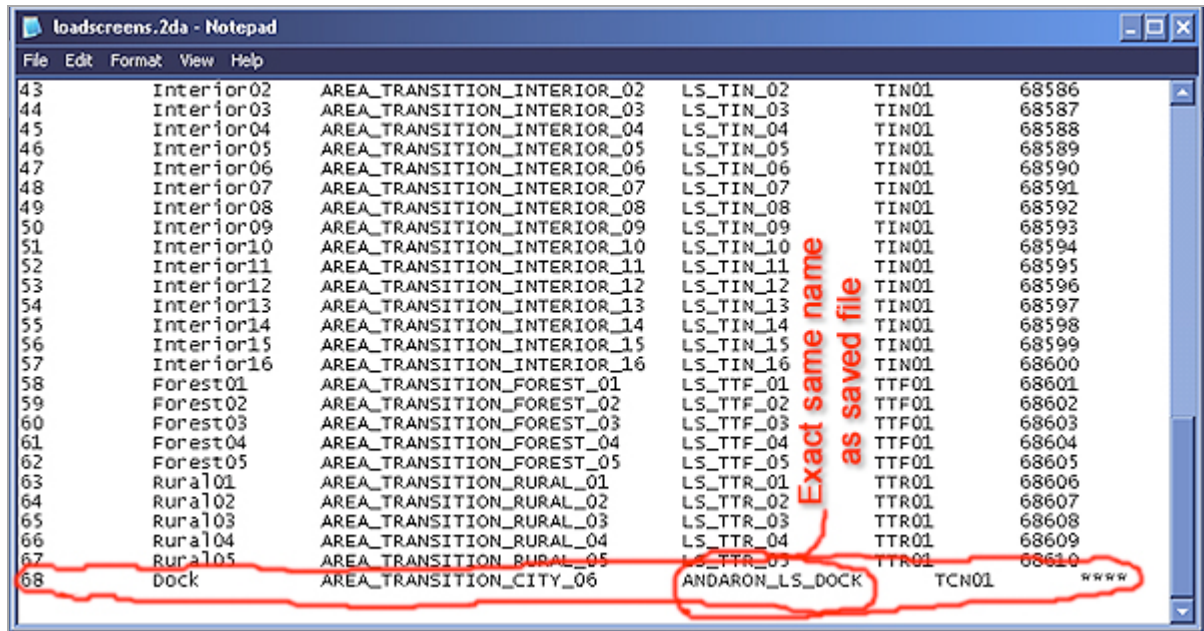 loadscreens.2da - Notepad
File Edit Format View Help
43 Interior02 AREA_TRANSITION_INTERIOR_02 LS_TIN_02 TIN01 68586
44 Interior03 AREA_TRANSITION_INTERIOR_03 LS_TIN_03 TIN01 68587
45 Interior04 AREA_TRANSITION_INTERIOR_04 LS_TIN_04 TIN01 68588
46 Interior05 AREA_TRANSITION_INTERIOR_05 LS_TIN_05 TIN01 68589
47 Interior06 AREA_TRANSITION_INTERIOR_06 LS_TIN_06 TIN01 68590
48 Interior07 AREA_TRANSITION_INTERIOR_07 LS_TIN_07 TIN01 68591
49 Interior08 AREA_TRANSITION_INTERIOR_08 LS_TIN_08 TIN01 68592
50 Interior09 AREA_TRANSITION_INTERIOR_09 LS_TIN_09 TIN01 68593
51 Interior10 AREA_TRANSITION_INTERIOR_10 LS_TIN_10 TIN01 68594
52 Interior11 AREA_TRANSITION_INTERIOR_11 LS_TIN_11 TIN01 68595
53 Interior12 AREA_TRANSITION_INTERIOR_12 LS_TIN_12 TIN01 68596
54 Interior13 AREA_TRANSITION_INTERIOR_13 LS_TIN_13 TIN01 68597
55 Interior14 AREA_TRANSITION_INTERIOR_14 LS_TIN_14 TIN01 68598
56 Interior15 AREA_TRANSITION_INTERIOR_15 LS_TIN_15 TIN01 68599
57 Interior16 AREA_TRANSITION_INTERIOR_16 LS_TIN_16 TIN01 68600
58 Forest01 AREA_TRANSITION_FOREST_01 LS_TTF_01 TTF01 68601
59 Forest02 AREA_TRANSITION_FOREST_02 LS_TTF_02 TTF01 68602
60 Forest03 AREA_TRANSITION_FOREST_03 LS_TTF_03 TTF01 68603
61 Forest04 AREA_TRANSITION_FOREST_04 LS_TTF_04 TTF01 68604
62 Forest05 AREA_TRANSITION_FOREST_05 LS_TTF_05 TTF01 68605
63 Rural01 AREA_TRANSITION_RURAL_01 LS_TTR_01 TTR01 68606
64 Rural02 AREA_TRANSITION_RURAL_02 LS_TTR_02 TTR01 68607
65 Rural03 AREA_TRANSITION_RURAL_03 LS_TTR_03 TTR01 68608
66 Rural04 AREA_TRANSITION_RURAL_04 LS_TTR_04 TTR01 68609
67 Rural05 AREA_TRANSITION_RURAL_05 LS_TTR_05 TTR01 68610
68 Dock AREA_TRANSITION_CITY_06 ANDARON_LS_DOCK TCN01 ****
Exact same name
as saved file